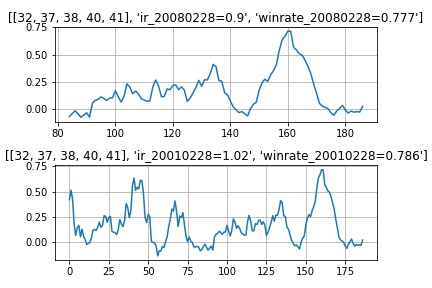 [[32, 37, 38, 40, 41], 'ir_20080228=0.9', 'winrate_20080228=0.777']
0.75
0.50
0.25
0.00
80 100 120 140 160 180
[[32, 37, 38, 40, 41], 'ir_20010228=1.02', 'winrate_20010228=0.786']
0.75
0.50
0.25
0.00
0 25 50 75 100 125 150 175